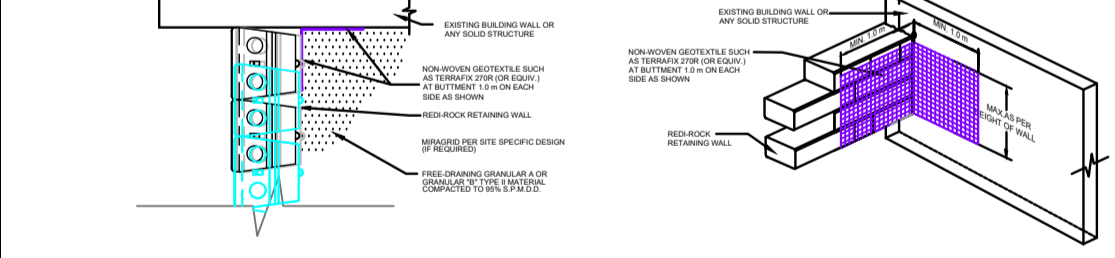 EXISTING BUILDING WALL OR
ANY SOLID STRUCTURE
NON-WOVEN GEOTEXTILE SUCH
AS TERRAFIX 270R (OR EQUIV.)
AT BUTTMENT 1.0 m ON EACH
SIDE AS SHOWN
REDI-ROCK RETAINING WALL
MIRAGRID PER SITE SPECIFIC DESIGN
(IF REQUIRED)
FREE-DRAINING GRANULAR A OR
GRANULAR "B" TYPE II MATERIAL
COMPACTED TO 95% S.P.M.D.D.
EXISTING BUILDING WALL OR
ANY SOLID STRUCTURE
MIN. 1.0 m
MIN. 1.0 m
NON-WOVEN GEOTEXTILE SUCH
AS TERRAFIX 270R (OR EQUIV.)
AT BUTTMENT 1.0 m ON EACH
SIDE AS SHOWN
MAX.AS PER
EIGHT OF WALL
REDI-ROCK
RETAINING WALL